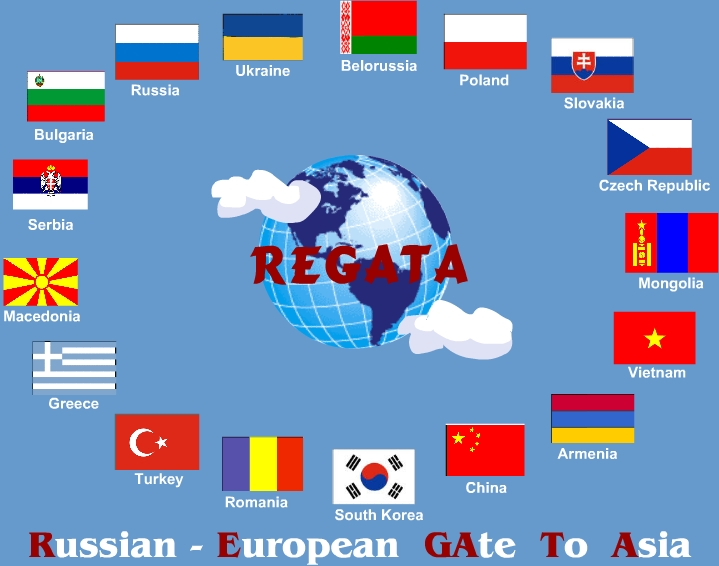 Belorussia
Ukraine
Poland
Russia
Slovakia
Bulgaria
Czech Republic
Serbia
REGATA
Mongolia
Macedonia
Vietnam
Greece
Armenia
Turkey
China
Romania
South Korea
Russian - European GAte To Asia